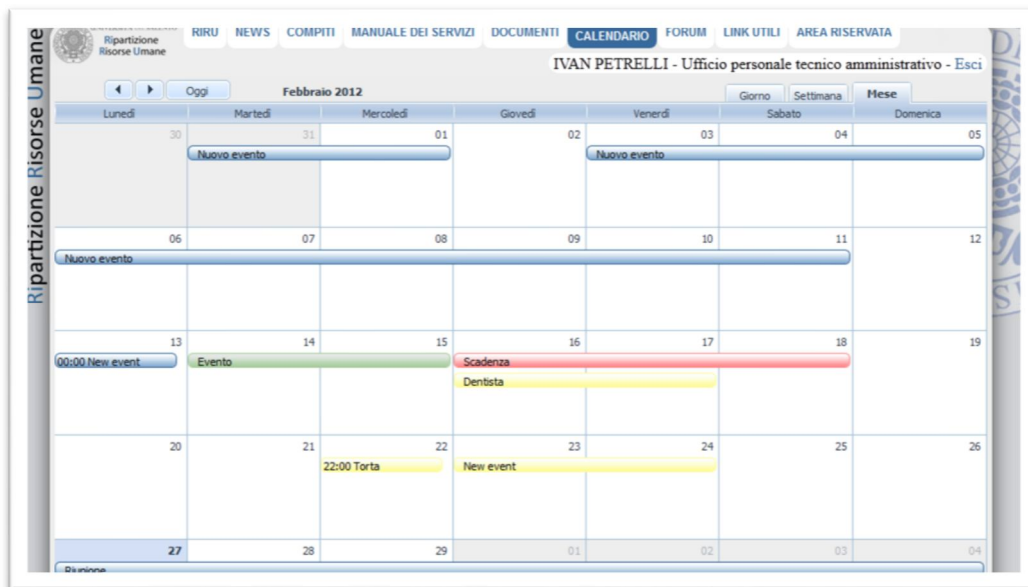 Ripartizione Risorse Umane
Ripartizione
Risorse Umane
RIRU NEWS COMPITI MANUALE DEI SERVIZI DOCUMENTI CALENDARIO FORUM LINK UTILI AREA RISERVATA
IVAN PETRELLI - Ufficio personale tecnico amministrativo - Esci
Oggi Febbraio 2012 Giorno Settimana Mese
Lunedì Martedì Mercoledì Giovedì Venerdì Sabato Domenica
30 31 01 02 03 04 05
Nuovo evento Nuovo evento
06 07 08 09 10 11 12
Nuovo evento
13 14 15 16 17 18 19
00:00 New event Evento Scadenza
Dentista
20 21 22 23 24 25 26
22:00 Torta New event
27 28 29 01 02 03 04
Riunione